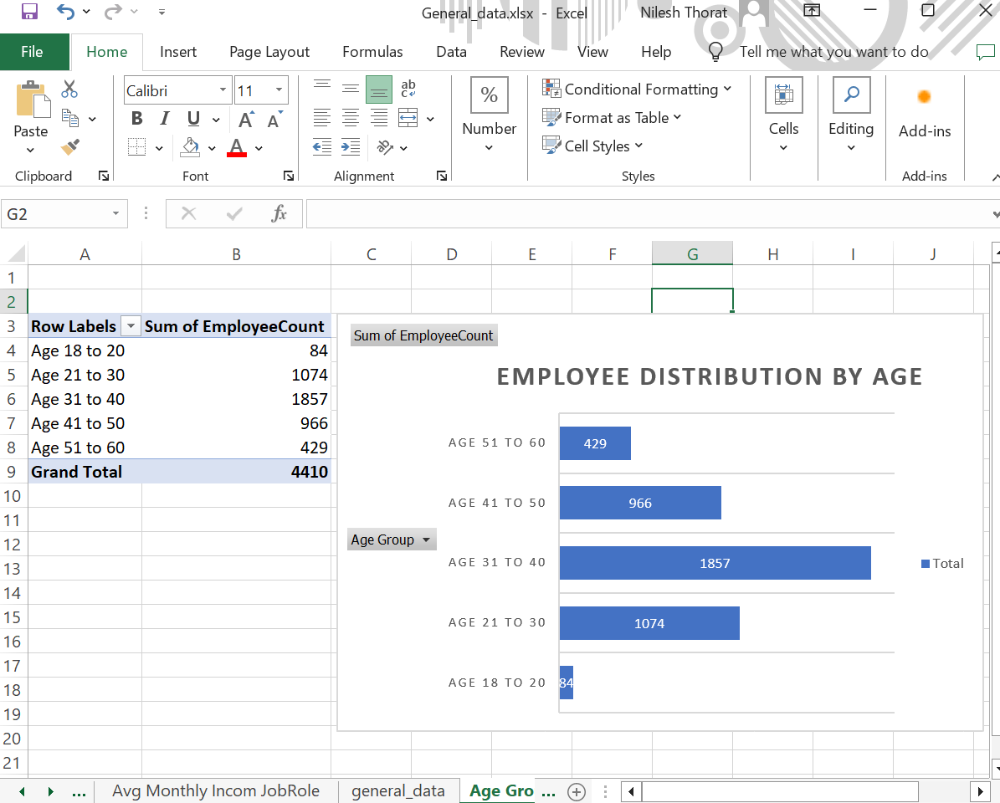 General_data.xlsx - Excel Nilesh Thorat
File Home Insert Page Layout Formulas Data Review View Help Tell me what you want to do
Calibri 11 ab % Conditional Formatting
c
B I U A A Format as Table
Paste Number Cells Editing Add-ins
A Cell Styles
Clipboard Font Alignment Styles Add-ins
G2 fx
A B C D E F G H I J
1
2
3 Row Labels Sum of EmployeeCount
4 Age 18 to 20 84
5 Age 21 to 30 1074
6 Age 31 to 40 1857
7 Age 41 to 50 966
8 Age 51 to 60 429
9 Grand Total 4410
10
11
12
13
14
15
16
17
18
19
20
21
Sum of EmployeeCount
EMPLOYEE DISTRIBUTION BY AGE
AGE 51 TO 60 429
AGE 41 TO 50 966
Age Group
AGE 31 TO 40 1857
Total
AGE 21 TO 30 1074
AGE 18 TO 20 84
... Avg Monthly Incom JobRole general_data Age Gro ...